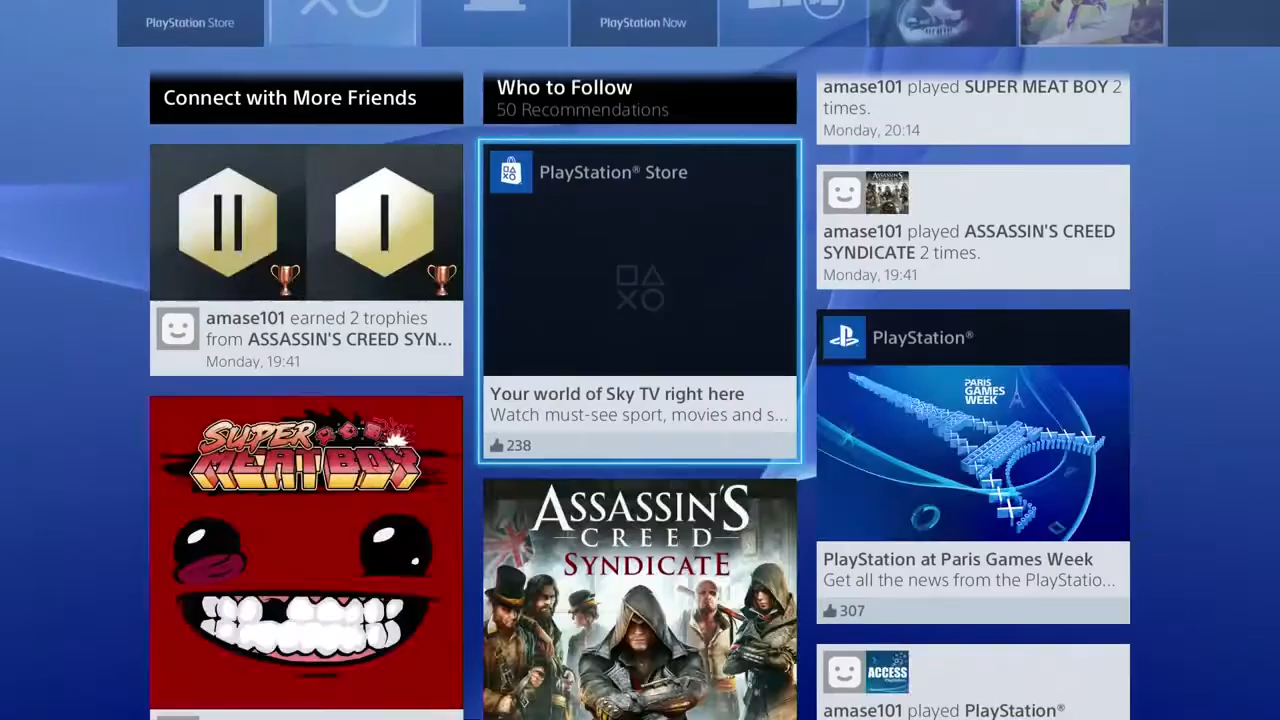 PlayStation Store
PlayStation Now
Connect with More Friends
amase101 earned 2 trophies
from ASSASSIN'S CREED SYN...
Monday, 19:41
SUPER
MEAT BOY
Who to Follow
50 Recommendations
PlayStation® Store
Your world of Sky TV right here
Watch must-see sport, movies and s...
238
ASSASSIN'S
CREED
SYNDICATE
amase101 played SUPER MEAT BOY 2
times.
Monday, 20:14
ASSASSIN'S
amase101 played ASSASSIN'S CREED
SYNDICATE 2 times.
Monday, 19:41
PlayStation®
PARIS
GAMES
WEEK
PlayStation at Paris Games Week
Get all the news from the PlayStatio...
307
ACCESS
amase101 played PlayStation®